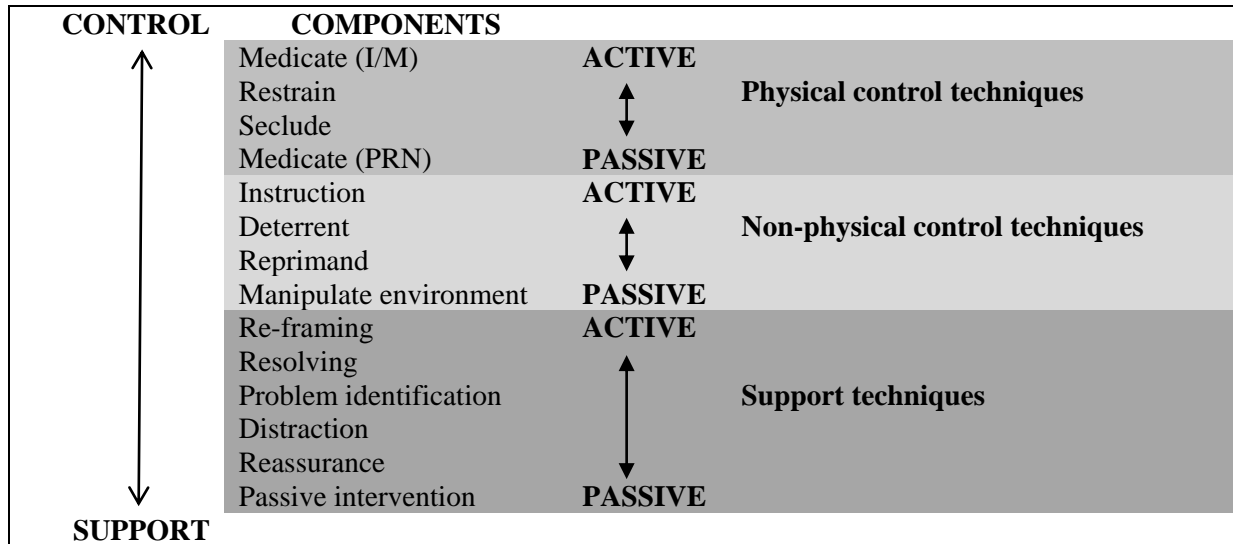 CONTROL COMPONENTS
Medicate (I/M) ACTIVE
Restrain Physical control techniques
Seclude
Medicate (PRN) PASSIVE
Instruction ACTIVE
Deterrent Non-physical control techniques
Reprimand
Manipulate environment PASSIVE
Re-framing ACTIVE
Resolving
Problem identification Support techniques
Distraction
Reassurance
Passive intervention PASSIVE
SUPPORT